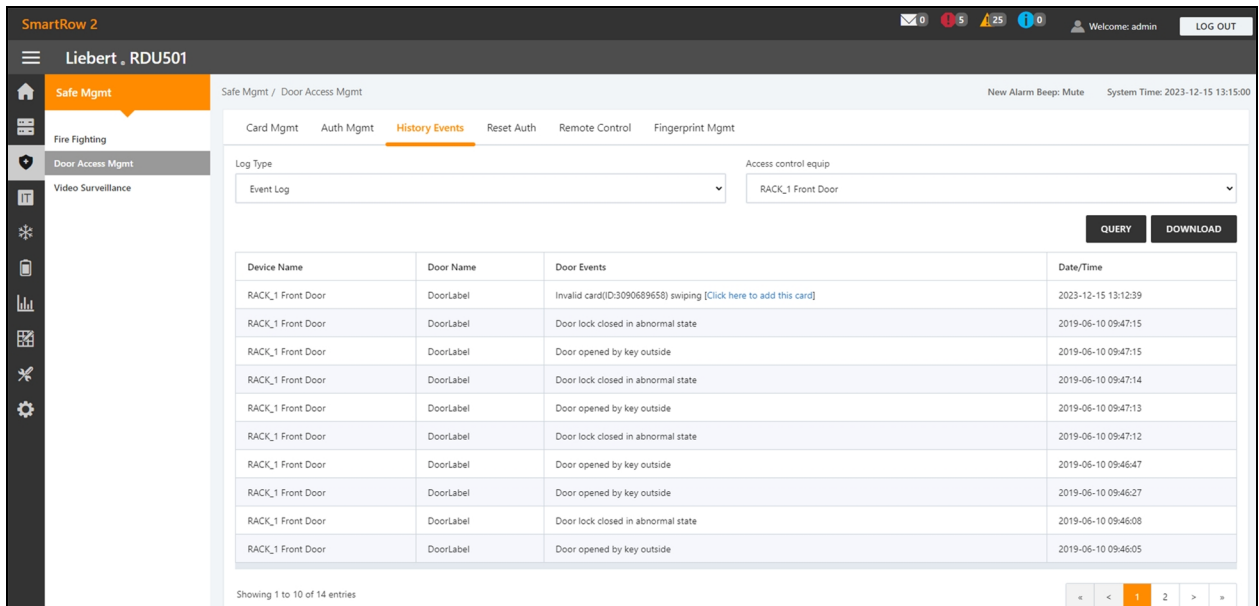 SmartRow 2
0 5 25 0 Welcome: admin LOG OUT
Liebert® RDU501
Safe Mgmt
Fire Fighting
Door Access Mgmt
Video Surveillance
Safe Mgmt / Door Access Mgmt
New Alarm Beep: Mute System Time: 2023-12-15 13:15:00
Card Mgmt Auth Mgmt History Events Reset Auth Remote Control Fingerprint Mgmt
Log Type Access control equip
Event Log RACK_1 Front Door
QUERY DOWNLOAD
Device Name Door Name Door Events Date/Time
RACK_1 Front Door DoorLabel Invalid card(ID:3090689658) swiping [Click here to add this card] 2023-12-15 13:12:39
RACK_1 Front Door DoorLabel Door lock closed in abnormal state 2019-06-10 09:47:15
RACK_1 Front Door DoorLabel Door opened by key outside 2019-06-10 09:47:15
RACK_1 Front Door DoorLabel Door lock closed in abnormal state 2019-06-10 09:47:14
RACK_1 Front Door DoorLabel Door opened by key outside 2019-06-10 09:47:13
RACK_1 Front Door DoorLabel Door lock closed in abnormal state 2019-06-10 09:47:12
RACK_1 Front Door DoorLabel Door opened by key outside 2019-06-10 09:46:47
RACK_1 Front Door DoorLabel Door opened by key outside 2019-06-10 09:46:27
RACK_1 Front Door DoorLabel Door lock closed in abnormal state 2019-06-10 09:46:08
RACK_1 Front Door DoorLabel Door opened by key outside 2019-06-10 09:46:05
Showing 1 to 10 of 14 entries
« < 1 2 > »